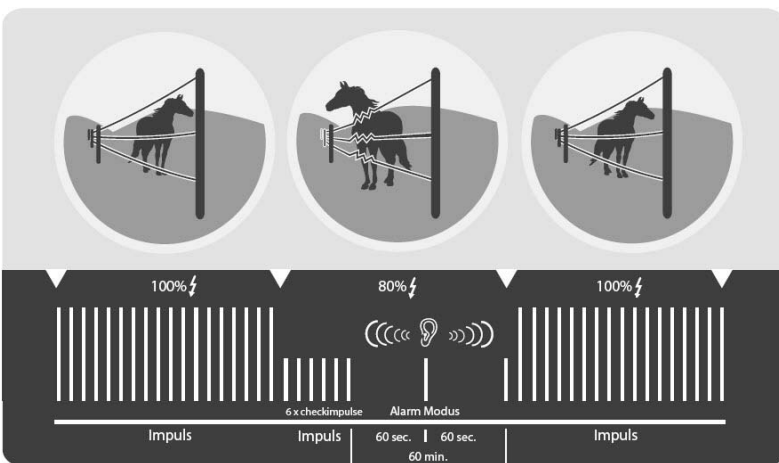 100%
80%
100%
6 x checkimpulse
Alarm Modus
Impuls
Impuls
60 sec.
60 sec.
Impuls
60 min.